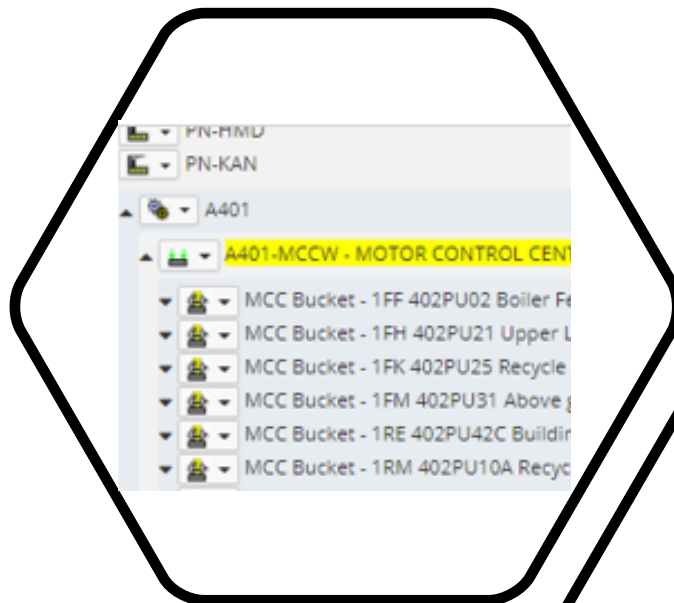 PN-HMD
PN-KAN
A401
A401-MCCW - MOTOR CONTROL CENT
MCC Bucket - 1FF 402PU02 Boiler Fe
MCC Bucket - 1FH 402PU21 Upper L
MCC Bucket - 1FK 402PU25 Recycle
MCC Bucket - 1FM 402PU31 Above g
MCC Bucket - 1RE 402PU42C Buildin
MCC Bucket - 1RM 402PU10A Recyc